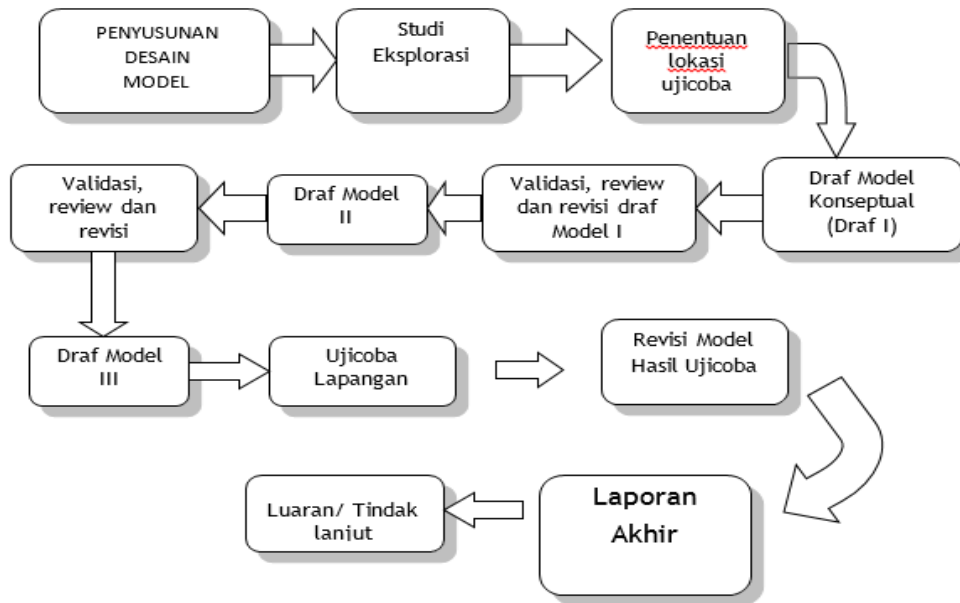 PENYUSUNAN
DESAIN
MODEL
Studi
Eksplorasi
Penentuan
lokasi
ujicoba
Draf Model
Konseptual
(Draf I)
Validasi, review
dan revisi draf
Model I
Draf Model
II
Validasi,
review dan
revisi
Draf Model
III
Ujicoba
Lapangan
Revisi Model
Hasil Ujicoba
Laporan
Akhir
Luaran/ Tindak
lanjut